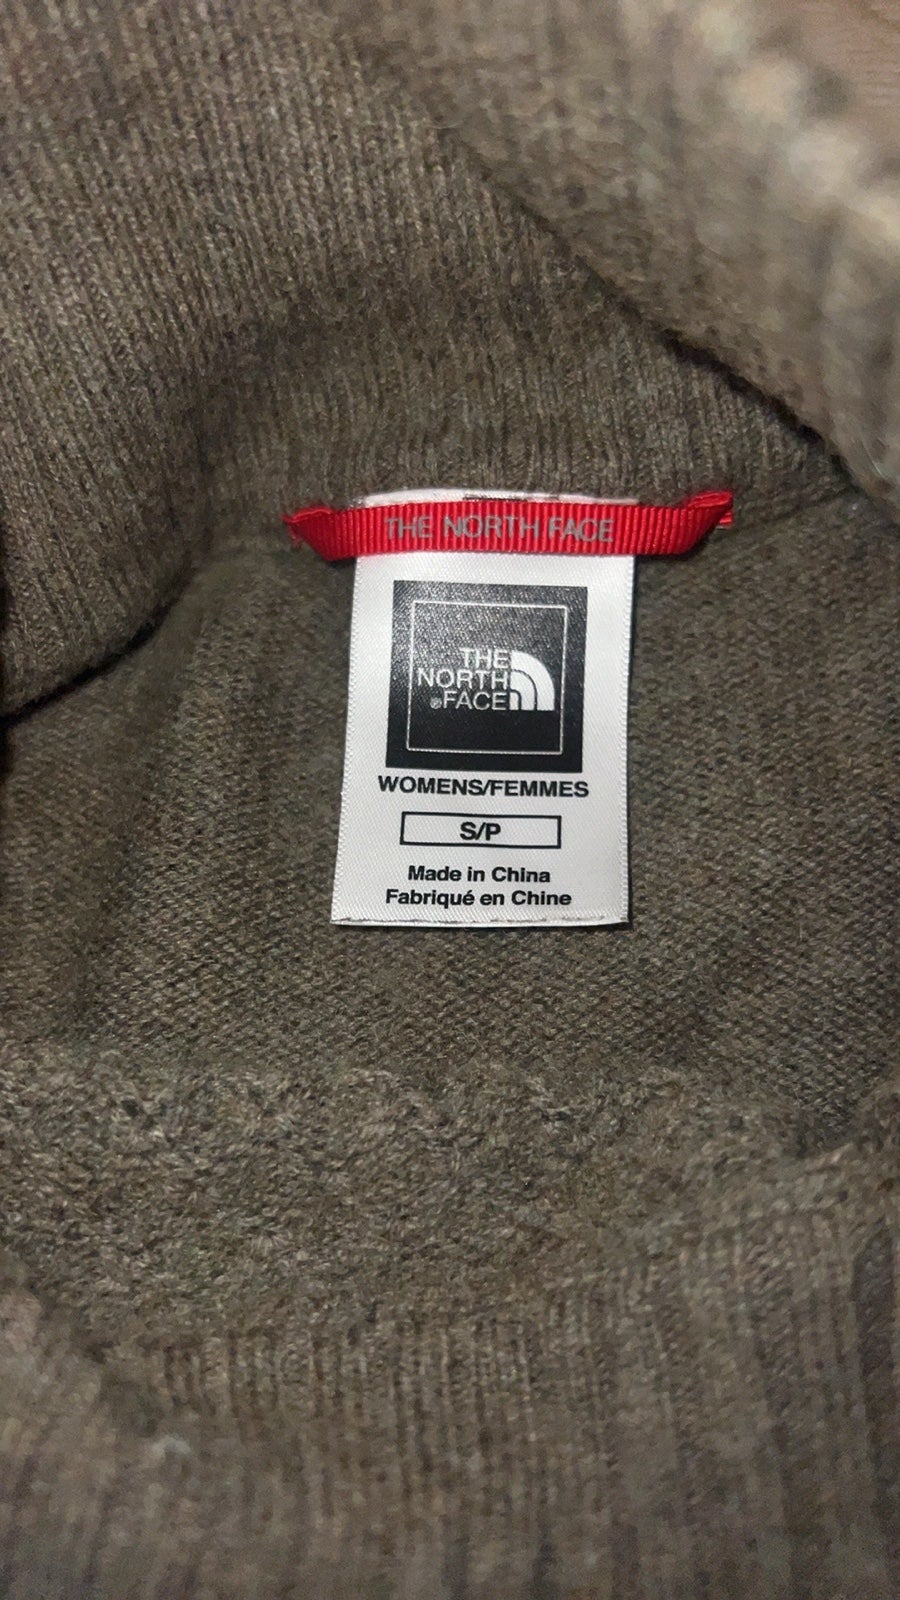 THE NORTH FACE
THE
NORTH
®FACE
WOMENS/FEMMES
S/P
Made in China
Fabriqué en Chine